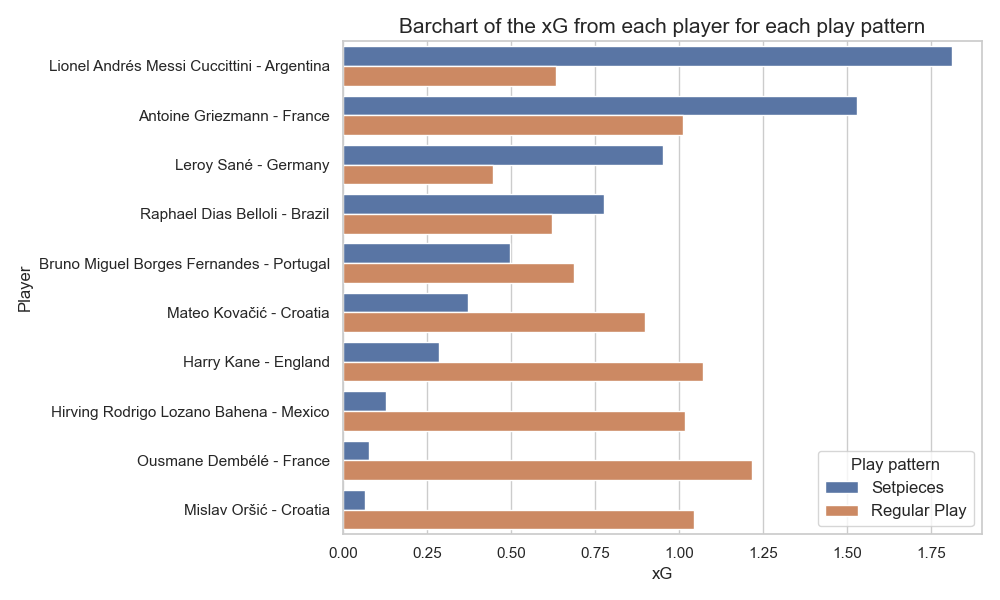 Barchart of the xG from each player for each play pattern
Player
Lionel Andrés Messi Cuccittini - Argentina
Antoine Griezmann - France
Leroy Sané - Germany
Raphael Dias Belloli - Brazil
Bruno Miguel Borges Fernandes - Portugal
Mateo Kovačić - Croatia
Harry Kane - England
Hirving Rodrigo Lozano Bahena - Mexico
Ousmane Dembélé - France
Mislav Oršić - Croatia
Play pattern
Setpieces
Regular Play
0.00 0.25 0.50 0.75 1.00 1.25 1.50 1.75
xG